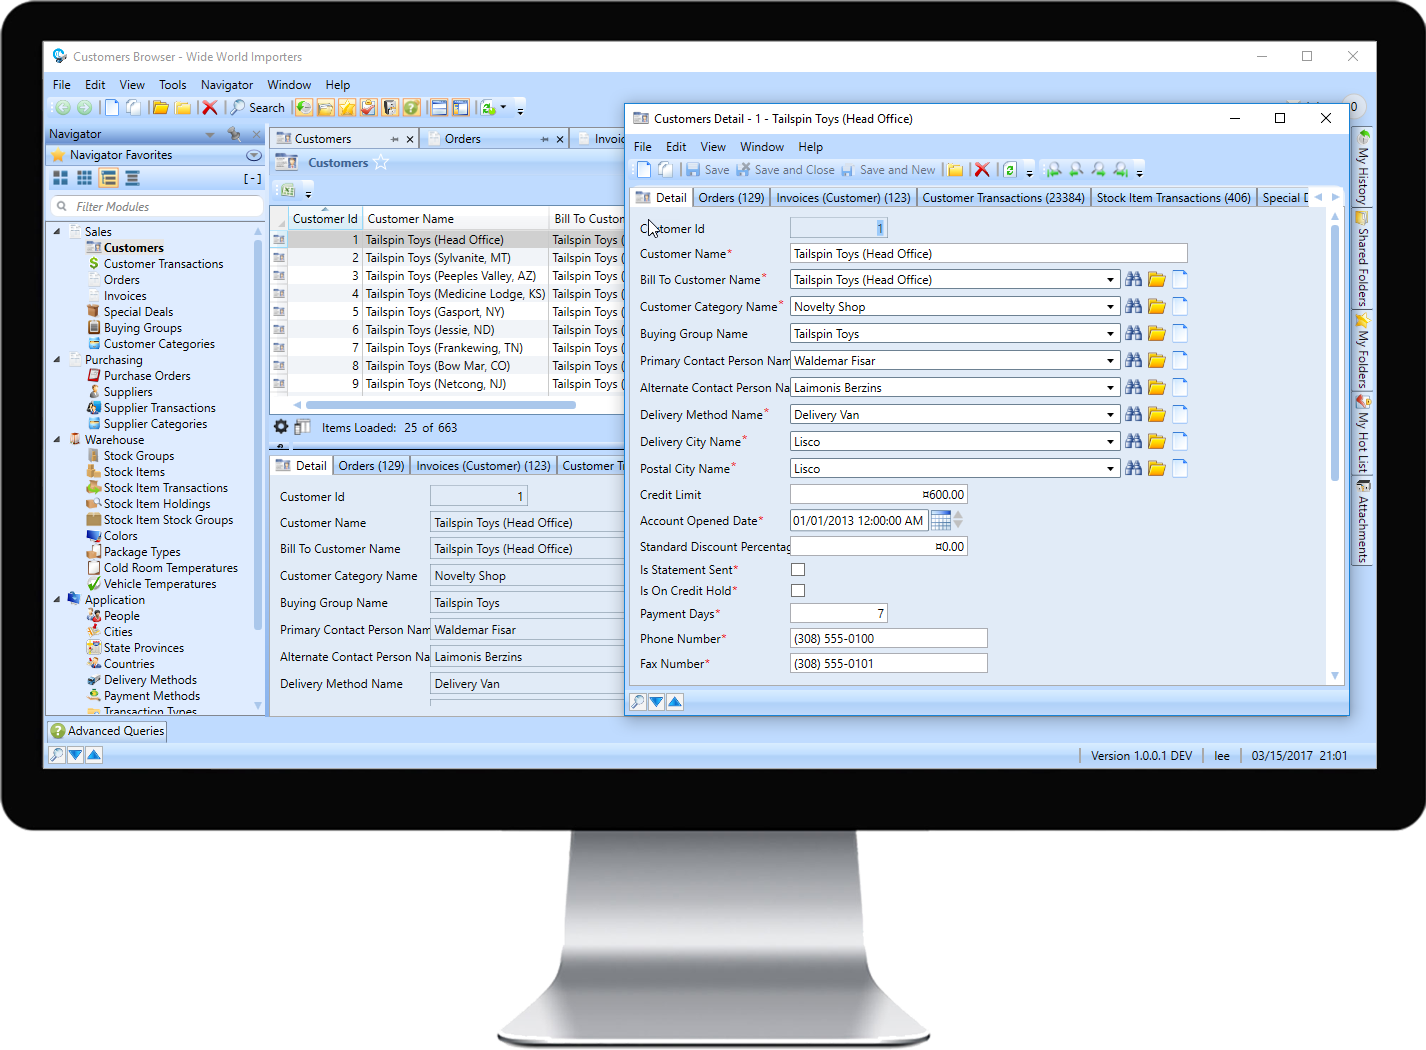 Customers Browser - Wide World Importers
File Edit View Tools Navigator Window Help
Search
Navigator
Navigator Favorites
[-]
Filter Modules
Sales
Customers
Customer Transactions
Orders
Invoices
Special Deals
Buying Groups
Customer Categories
Purchasing
Purchase Orders
Suppliers
Supplier Transactions
Supplier Categories
Warehouse
Stock Groups
Stock Items
Stock Item Transactions
Stock Item Holdings
Stock Item Stock Groups
Colors
Package Types
Cold Room Temperatures
Vehicle Temperatures
Application
People
Cities
State Provinces
Countries
Delivery Methods
Payment Methods
Transaction Types
Advanced Queries
Customers Orders Invoic
Customers
Customer Id Customer Name Bill To Custom
1 Tailspin Toys (Head Office) Tailspin Toys (
2 Tailspin Toys (Sylvanite, MT) Tailspin Toys (
3 Tailspin Toys (Peeples Valley, AZ) Tailspin Toys (
4 Tailspin Toys (Medicine Lodge, KS) Tailspin Toys (
5 Tailspin Toys (Gasport, NY) Tailspin Toys (
6 Tailspin Toys (Jessie, ND) Tailspin Toys (
7 Tailspin Toys (Frankewing, TN) Tailspin Toys (
8 Tailspin Toys (Bow Mar, CO) Tailspin Toys (
9 Tailspin Toys (Netcong, NJ) Tailspin Toys (
Items Loaded: 25 of 663
Detail Orders (129) Invoices (Customer) (123) Customer Tr
Customer Id 1
Customer Name Tailspin Toys (Head Office)
Bill To Customer Name Tailspin Toys (Head Office)
Customer Category Name Novelty Shop
Buying Group Name Tailspin Toys
Primary Contact Person Nam Waldemar Fisar
Alternate Contact Person Na Laimonis Berzins
Delivery Method Name Delivery Van
Customers Detail - 1 - Tailspin Toys (Head Office)
File Edit View Window Help
Save Save and Close Save and New
Detail Orders (129) Invoices (Customer) (123) Customer Transactions (23384) Stock Item Transactions (406) Special D
Customer Id 1
Customer Name* Tailspin Toys (Head Office)
Bill To Customer Name* Tailspin Toys (Head Office)
Customer Category Name* Novelty Shop
Buying Group Name Tailspin Toys
Primary Contact Person Nam Waldemar Fisar
Alternate Contact Person Na Laimonis Berzins
Delivery Method Name* Delivery Van
Delivery City Name* Lisco
Postal City Name* Lisco
Credit Limit ¤600.00
Account Opened Date* 01/01/2013 12:00:00 AM
Standard Discount Percentag ¤0.00
Is Statement Sent*
Is On Credit Hold*
Payment Days* 7
Phone Number* (308) 555-0100
Fax Number* (308) 555-0101
0
My History
Shared Folders
My Folders
My Hot List
Attachments
Version 1.0.0.1 DEV lee 03/15/2017 21:01